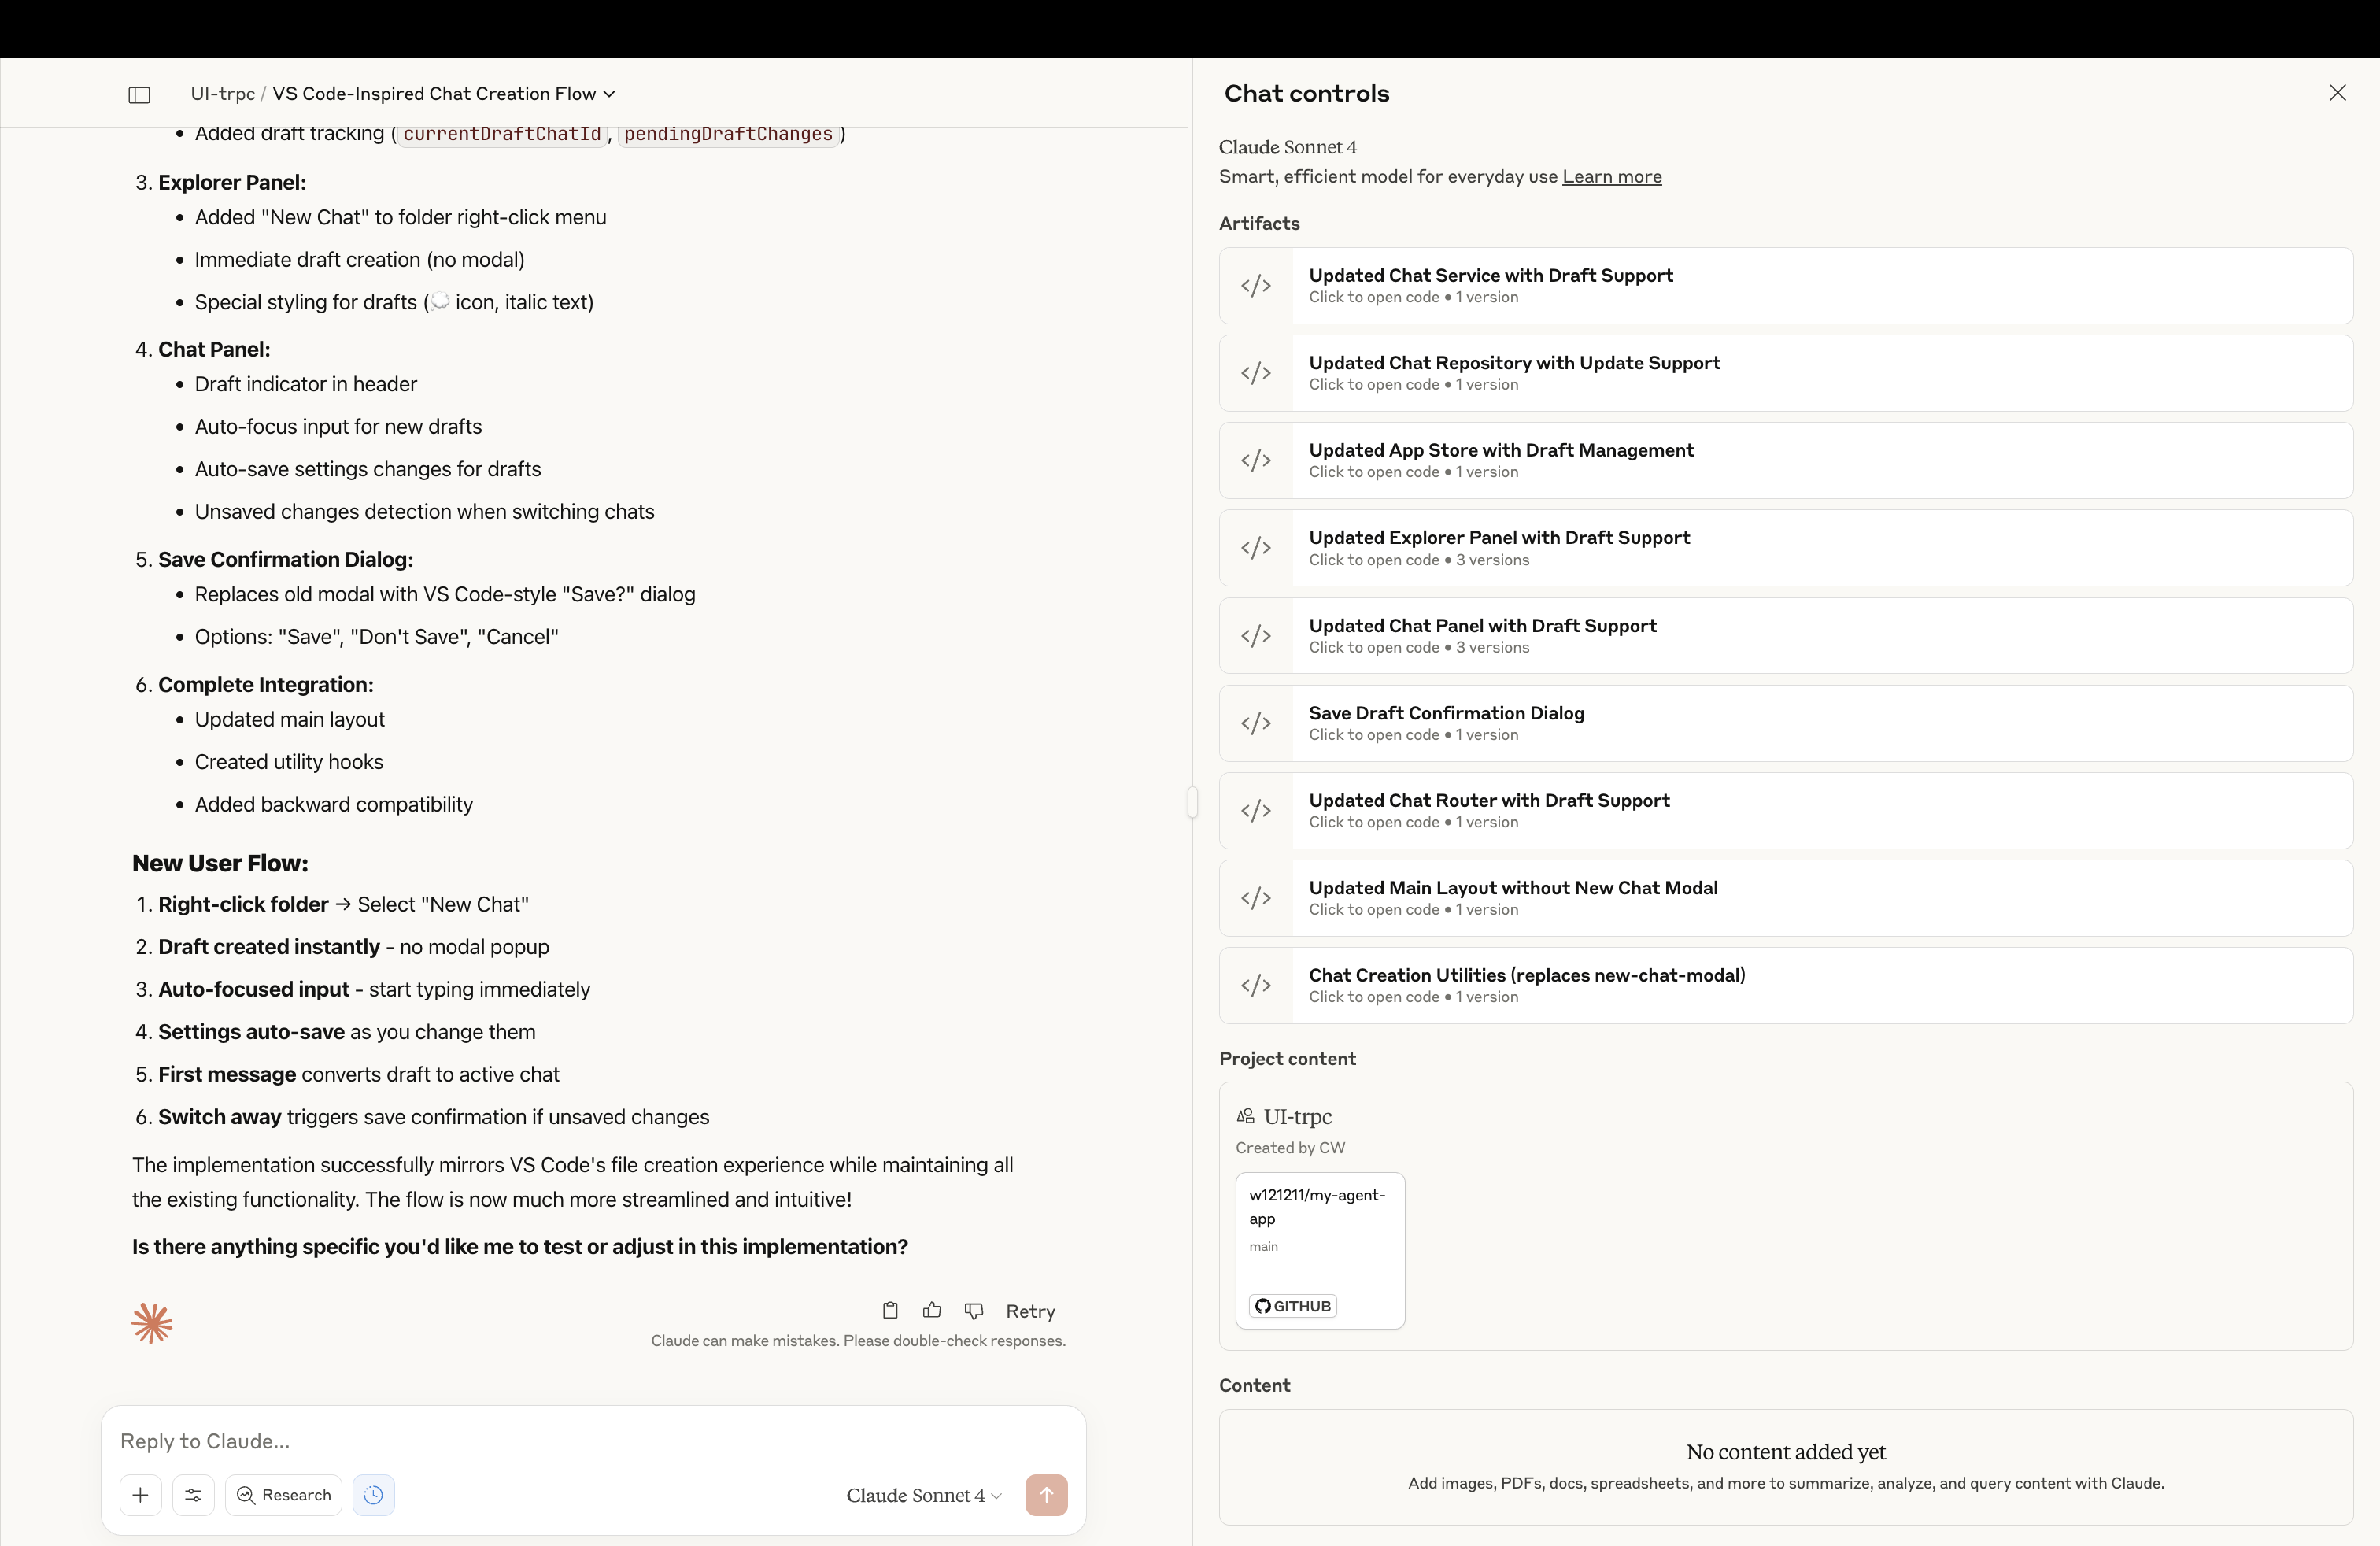 UI-trpc / VS Code-Inspired Chat Creation Flow
• Added draft tracking (currentDraftChatId, pendingDraftChanges)
3. Explorer Panel:
• Added "New Chat" to folder right-click menu
• Immediate draft creation (no modal)
• Special styling for drafts (💭 icon, italic text)
4. Chat Panel:
• Draft indicator in header
• Auto-focus input for new drafts
• Auto-save settings changes for drafts
• Unsaved changes detection when switching chats
5. Save Confirmation Dialog:
• Replaces old modal with VS Code-style "Save?" dialog
• Options: "Save", "Don't Save", "Cancel"
6. Complete Integration:
• Updated main layout
• Created utility hooks
• Added backward compatibility
New User Flow:
1. Right-click folder → Select "New Chat"
2. Draft created instantly - no modal popup
3. Auto-focused input - start typing immediately
4. Settings auto-save as you change them
5. First message converts draft to active chat
6. Switch away triggers save confirmation if unsaved changes
The implementation successfully mirrors VS Code's file creation experience while maintaining all
the existing functionality. The flow is now much more streamlined and intuitive!
Is there anything specific you'd like me to test or adjust in this implementation?
Retry
Claude can make mistakes. Please double-check responses.
Reply to Claude...
Research
Claude Sonnet 4
Chat controls
Claude Sonnet 4
Smart, efficient model for everyday use Learn more
Artifacts
Updated Chat Service with Draft Support
Click to open code • 1 version
Updated Chat Repository with Update Support
Click to open code • 1 version
Updated App Store with Draft Management
Click to open code • 1 version
Updated Explorer Panel with Draft Support
Click to open code • 3 versions
Updated Chat Panel with Draft Support
Click to open code • 3 versions
Save Draft Confirmation Dialog
Click to open code • 1 version
Updated Chat Router with Draft Support
Click to open code • 1 version
Updated Main Layout without New Chat Modal
Click to open code • 1 version
Chat Creation Utilities (replaces new-chat-modal)
Click to open code • 1 version
Project content
UI-trpc
Created by CW
w121211/my-agent-
app
main
GITHUB
Content
No content added yet
Add images, PDFs, docs, spreadsheets, and more to summarize, analyze, and query content with Claude.